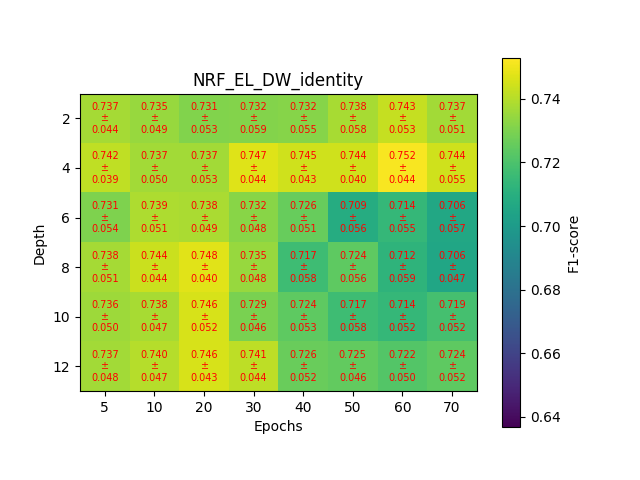 NRF_EL_DW_identity
0.737 0.735 0.731 0.732 0.732 0.738 0.743 0.737
± ± ± ± ± ± ± ±
0.044 0.049 0.053 0.059 0.055 0.058 0.053 0.051
0.742 0.737 0.737 0.747 0.745 0.744 0.752 0.744
± ± ± ± ± ± ± ±
0.039 0.050 0.053 0.044 0.043 0.040 0.044 0.055
0.731 0.739 0.738 0.732 0.726 0.709 0.714 0.706
± ± ± ± ± ± ± ±
0.054 0.051 0.049 0.048 0.051 0.056 0.055 0.057
0.738 0.744 0.748 0.735 0.717 0.724 0.712 0.706
± ± ± ± ± ± ± ±
0.051 0.044 0.040 0.048 0.058 0.056 0.059 0.047
0.736 0.738 0.746 0.729 0.724 0.717 0.714 0.719
± ± ± ± ± ± ± ±
0.050 0.047 0.052 0.046 0.053 0.058 0.052 0.052
0.737 0.740 0.746 0.741 0.726 0.725 0.722 0.724
± ± ± ± ± ± ± ±
0.048 0.047 0.043 0.044 0.052 0.046 0.050 0.052
2
4
6
8
10
12
Depth
5 10 20 30 40 50 60 70
Epochs
0.74
0.72
0.70
0.68
0.66
0.64
F1-score